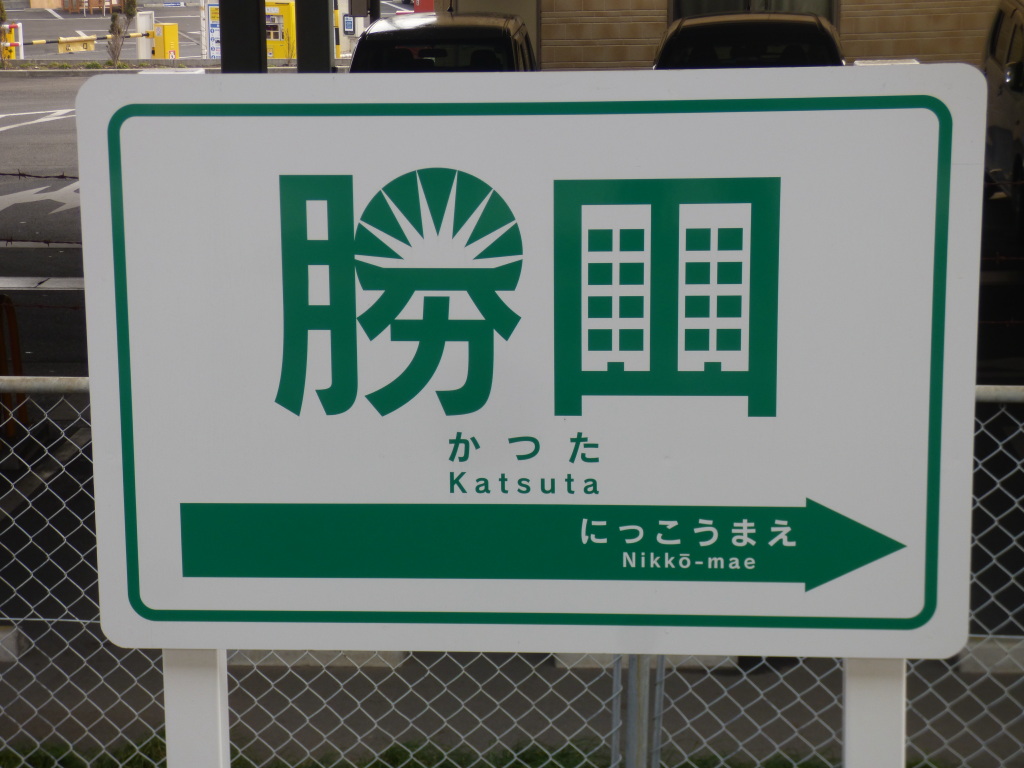 勝田
かつた
Katsuta
にっこうまえ
Nikkō-mae